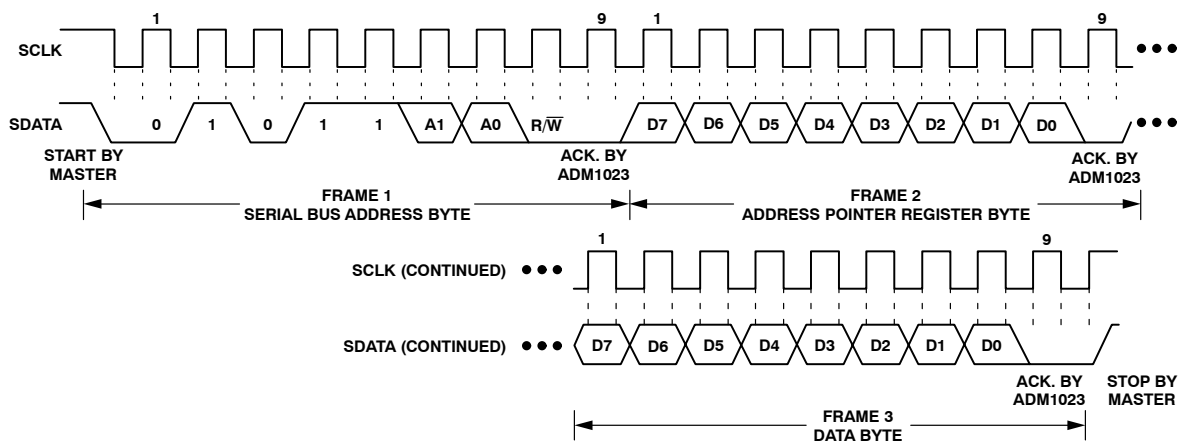 1 9 1 9
SCLK
SDATA 0 1 0 1 1 A1 A0 R/W̅ D7 D6 D5 D4 D3 D2 D1 D0
START BY
MASTER
ACK. BY
ADM1023
ACK. BY
ADM1023
FRAME 1
SERIAL BUS ADDRESS BYTE
FRAME 2
ADDRESS POINTER REGISTER BYTE
1 9
SCLK (CONTINUED)
SDATA (CONTINUED) D7 D6 D5 D4 D3 D2 D1 D0
ACK. BY
ADM1023
STOP BY
MASTER
FRAME 3
DATA BYTE